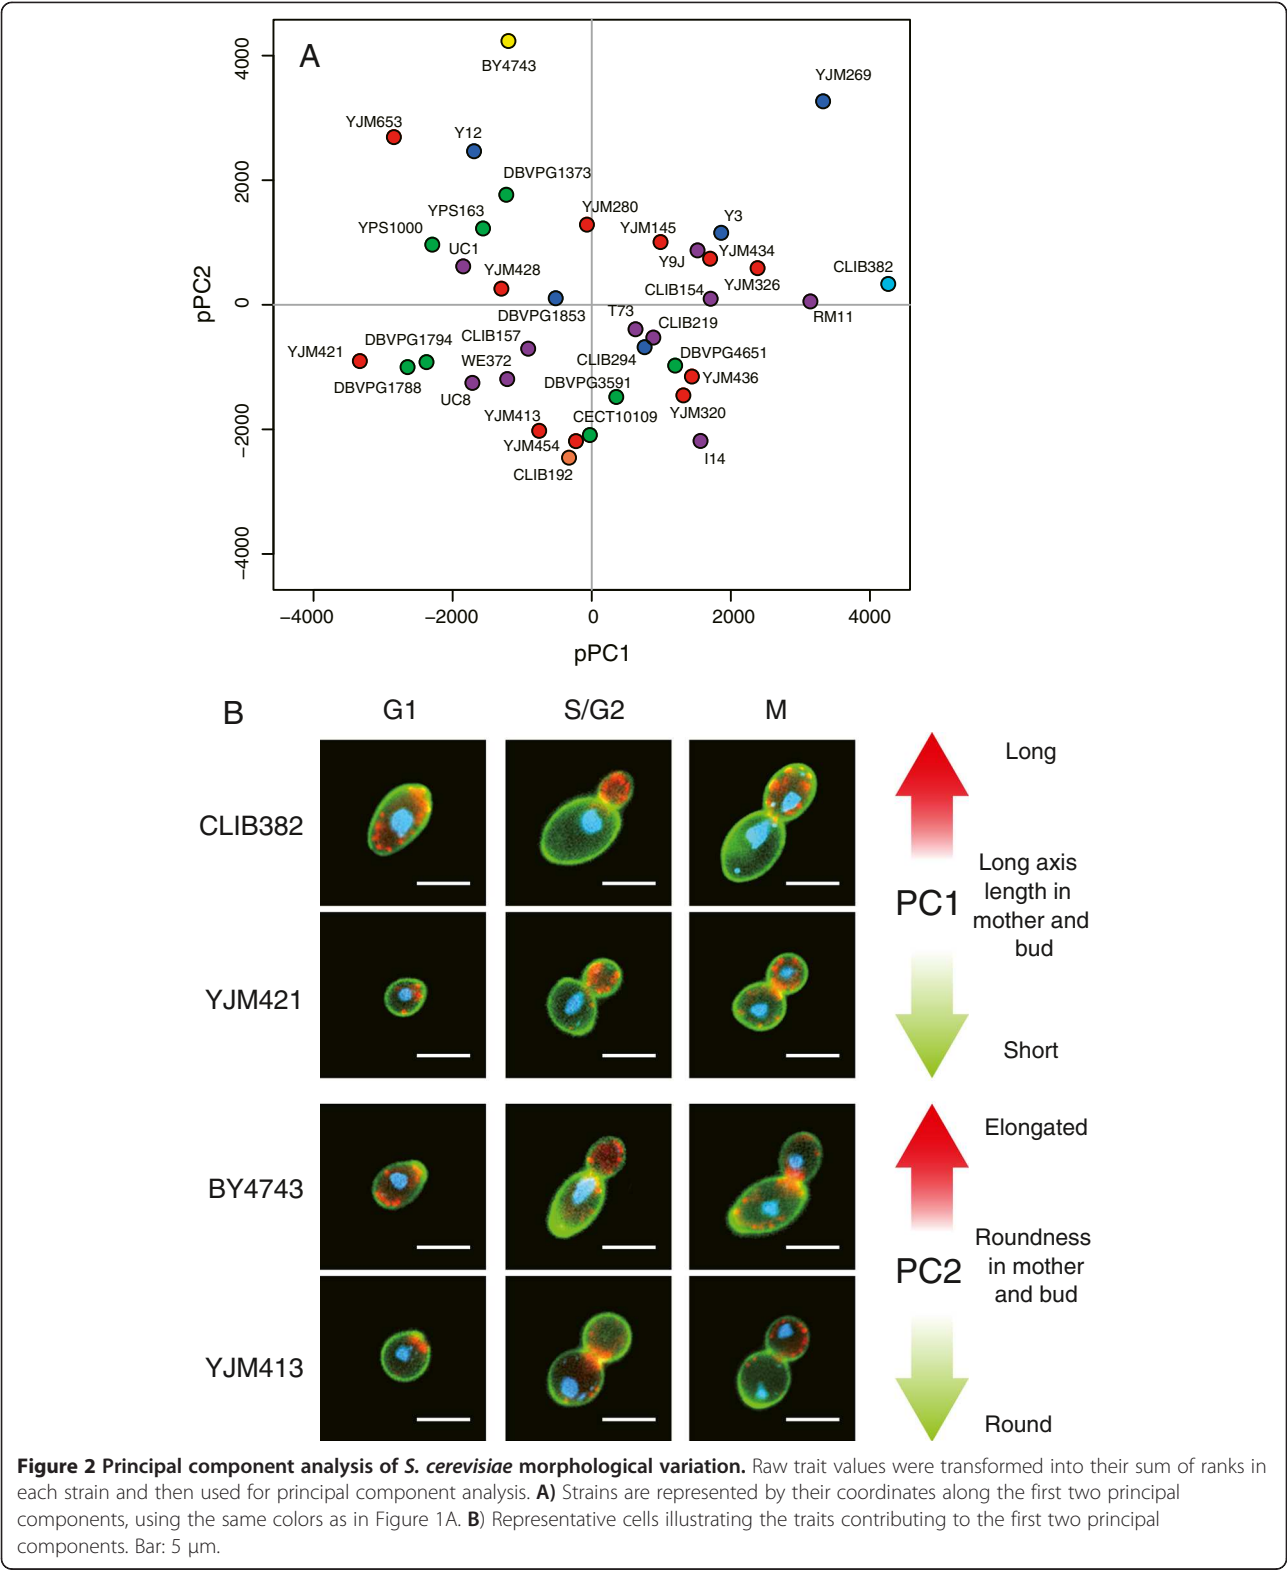 A
4000
2000
0
−2000
−4000
pPC2
BY4743
YJM269
YJM653
Y12
DBVPG1373
YPS163
YPS1000
YJM280
Y3
YJM145
UC1
YJM434
Y9J
YJM428
CLIB382
YJM326
CLIB154
DBVPG1853
T73
RM11
CLIB219
CLIB157
DBVPG1794
YJM421
CLIB294
DBVPG4651
WE372
DBVPG1788
DBVPG3591
YJM436
UC8
YJM413
CECT10109
YJM320
YJM454
I14
CLIB192
−4000
−2000
0
2000
4000
pPC1
B
G1
S/G2
M
Long
CLIB382
Long axis
length in
mother and
bud
PC1
YJM421
Short
Elongated
BY4743
Roundness
in mother
and bud
PC2
YJM413
Round
Figure 2 Principal component analysis of S. cerevisiae morphological variation. Raw trait values were transformed into their sum of ranks in
each strain and then used for principal component analysis. A) Strains are represented by their coordinates along the first two principal
components, using the same colors as in Figure 1A. B) Representative cells illustrating the traits contributing to the first two principal
components. Bar: 5 μm.